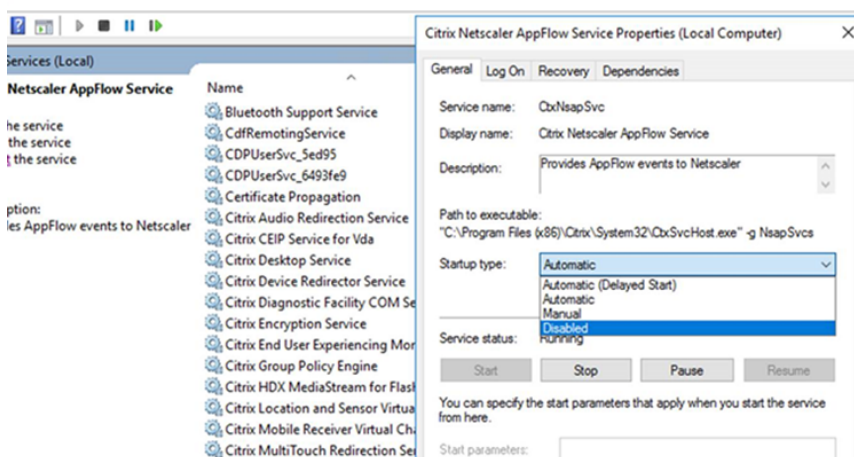 Services (Local)
Netscaler AppFlow Service
the service
the service
the service
ption:
les AppFlow events to Netscaler
Name
Bluetooth Support Service
CdfRemotingService
CDPUserSvc_5ed95
CDPUserSvc_6493fe9
Certificate Propagation
Citrix Audio Redirection Service
Citrix CEIP Service for Vda
Citrix Desktop Service
Citrix Device Redirector Service
Citrix Diagnostic Facility COM Se
Citrix Encryption Service
Citrix End User Experiencing Mor
Citrix Group Policy Engine
Citrix HDX MediaStream for Flash
Citrix Location and Sensor Virtua
Citrix Mobile Receiver Virtual Cha
Citrix MultiTouch Redirection Ser
Citrix Netscaler AppFlow Service Properties (Local Computer)
General Log On Recovery Dependencies
Service name: CtxNsapSvc
Display name: Citrix Netscaler AppFlow Service
Description: Provides AppFlow events to Netscaler
Path to executable:
"C:\Program Files (x86)\Citrix\System32\CtxSvcHost.exe" -g NsapSvcs
Startup type: Automatic
Automatic (Delayed Start)
Automatic
Manual
Disabled
Service status: Running
Start Stop Pause Resume
You can specify the start parameters that apply when you start the service
from here.
Start parameters: